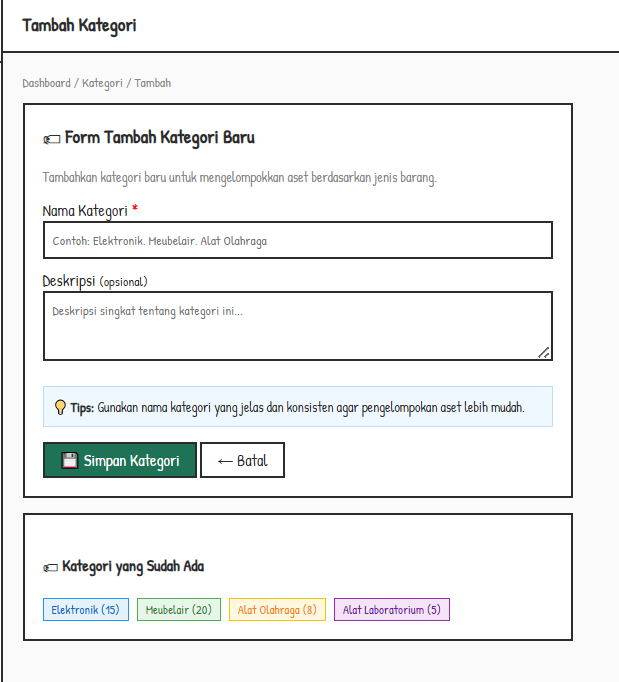 Tambah Kategori
Dashboard / Kategori / Tambah
Form Tambah Kategori Baru
Tambahkan kategori baru untuk mengelompokkan aset berdasarkan jenis barang.
Nama Kategori *
Contoh: Elektronik. Meubelair. Alat Olahraga
Deskripsi (opsional)
Deskripsi singkat tentang kategori ini...
Tips: Gunakan nama kategori yang jelas dan konsisten agar pengelompokan aset lebih mudah.
Simpan Kategori
← Batal
Kategori yang Sudah Ada
Elektronik (15)
Meubelair (20)
Alat Olahraga (8)
Alat Laboratorium (5)